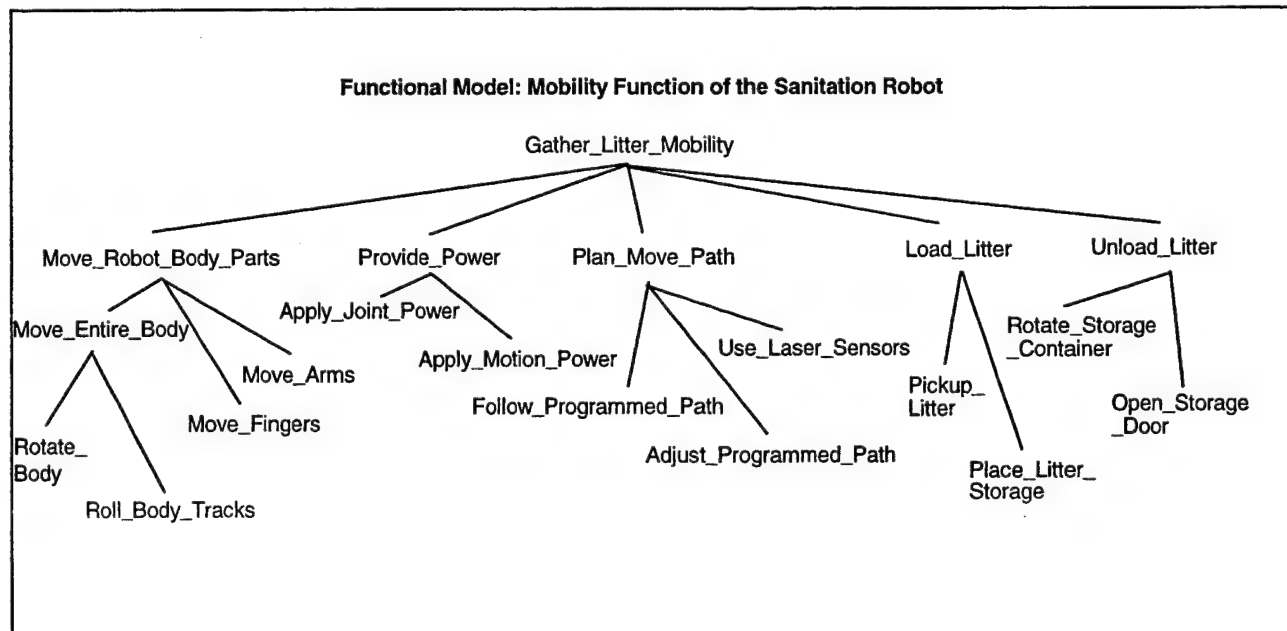 Functional Model: Mobility Function of the Sanitation Robot
Gather_Litter_Mobility
Move_Robot_Body_Parts
Provide_Power
Plan_Move_Path
Load_Litter
Unload_Litter
Move_Entire_Body
Apply_Joint_Power
Apply_Motion_Power
Use_Laser_Sensors
Rotate_Storage
_Container
Move_Arms
Move_Fingers
Follow_Programmed_Path
Adjust_Programmed_Path
Pickup_
Litter
Open_Storage
_Door
Rotate_
Body
Roll_Body_Tracks
Place_Litter_
Storage